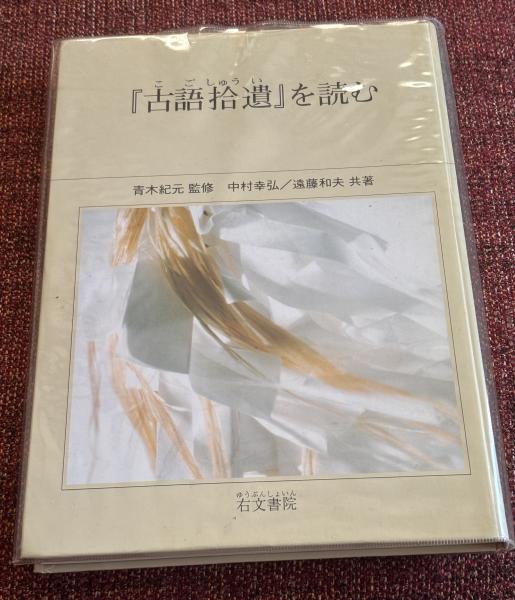 こごしゅうい
『古語拾遺』を読む
青木紀元 監修　中村幸弘／遠藤和夫 共著
ゆうぶんしょいん
右文書院